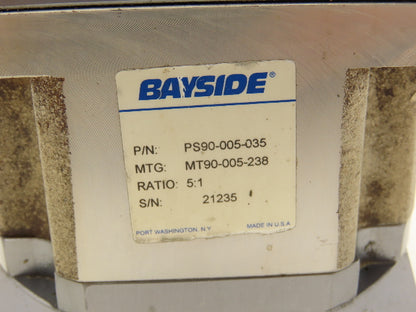 BAYSIDE®
P/N: PS90-005-035
MTG: MT90-005-238
RATIO: 5:1
S/N: 21235
PORT WASHINGTON, N.Y. MADE IN U.S.A.